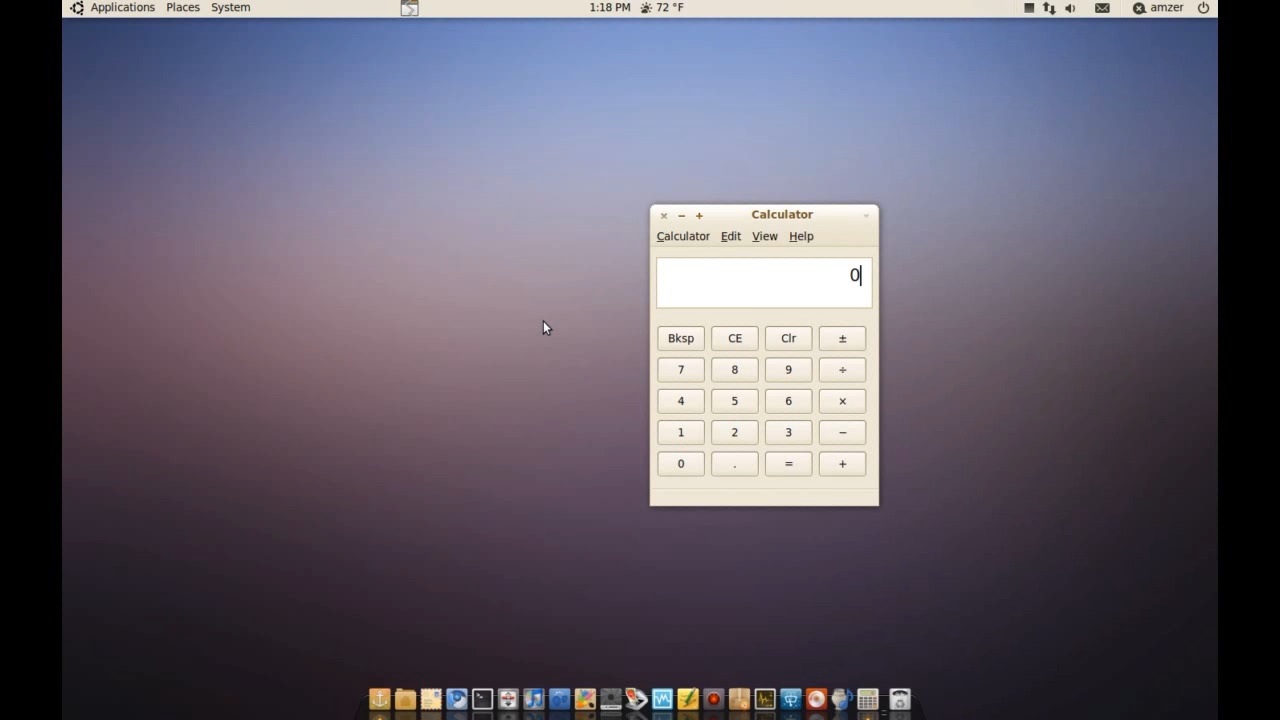 Applications Places System 1:18 PM 72 °F amzer
Calculator
Calculator Edit View Help
0
Bksp CE Clr ±
7 8 9 ÷
4 5 6 ×
1 2 3 −
0 . = +